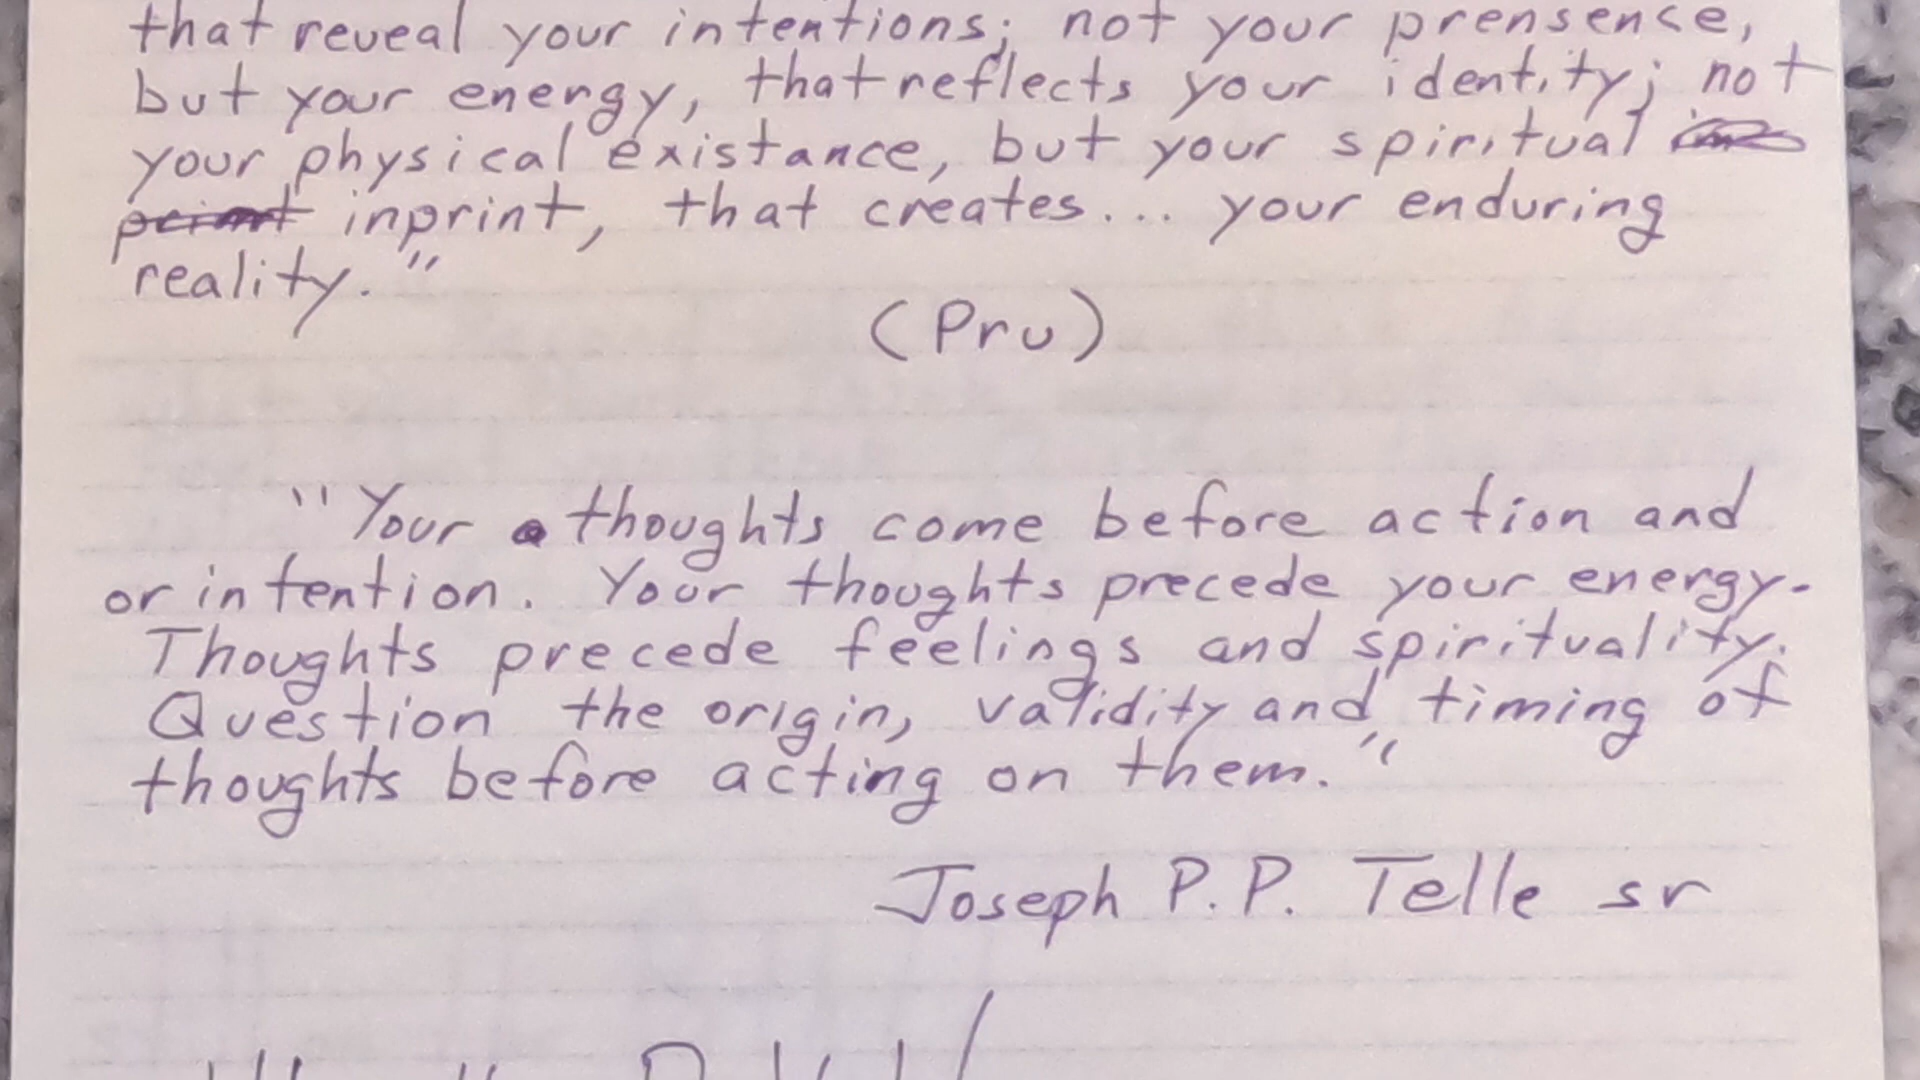 that reveal your intentions; not your prensence,
but your energy, that reflects your identity; not
your physical existance, but your spiritual
inprint, that creates... your enduring
reality."
(Pru)
"Your thoughts come before action and
or intention. Your thoughts precede your energy.
Thoughts precede feelings and spirituality.
Question the origin, validity and timing of
thoughts before acting on them."
Joseph P.P. Telle sr